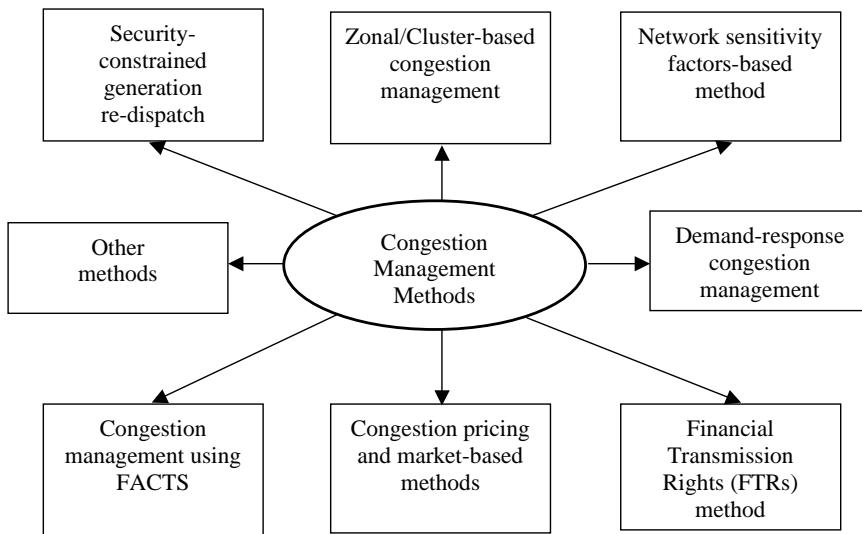 Security-
constrained
generation
re-dispatch
Zonal/Cluster-based
congestion
management
Network sensitivity
factors-based
method
Other
methods
Congestion
Management
Methods
Demand-response
congestion
management
Congestion
management using
FACTS
Congestion pricing
and market-based
methods
Financial
Transmission
Rights (FTRs)
method